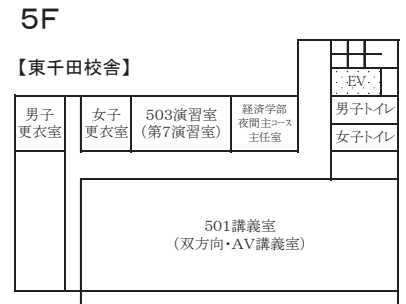 5F
【東千田校舎】
EV
男子
更衣室
女子
更衣室
503演習室
(第7演習室)
経済学部
夜間主コース
主任室
男子トイレ
女子トイレ
501講義室
(双方向・AV講義室)